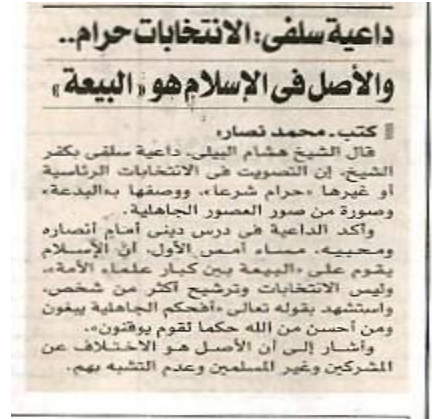 داعية سلفى: الانتخابات حرام..
والأصل فى الإسلام هو «البيعة»
كتب ـ محمد نصار:
قال الشيخ هشام البيلى، داعية سلفى بكفر
الشيخ، إن التصويت فى الانتخابات الرئاسية
أو غيرها «حرام شرعا»، ووصفها بـ«البدعة»
وصورة من صور العصور الجاهلية.
وأكد الداعية فى درس دينى أمام أنصاره
ومحبيه، مساء أمس الأول، أن الإسلام
يقوم على «البيعة بين كبار علماء الأمة»،
وليس الانتخابات وترشيح أكثر من شخص،
واستشهد بقوله تعالى «أفحكم الجاهلية يبغون
ومن أحسن من الله حكما لقوم يوقنون».
وأشار إلى أن الأصل هو الاختلاف عن
المشركين وغير المسلمين وعدم التشبه بهم.